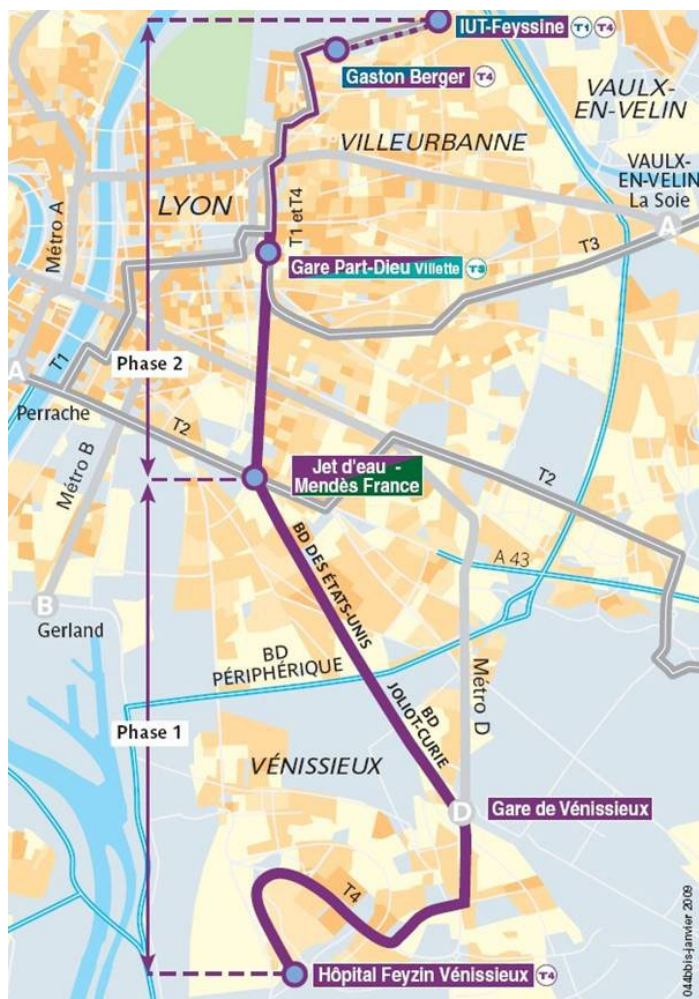 IUT-Feyssine T1 T4
Gaston Berger T4
VAULX-
EN-VELIN
VILLEURBANNE
VAULX-
EN-VELIN
La Soie
A
LYON
Métro A
T1 et T4
T3
Gare Part-Dieu Villette T3
Phase 2
T1
A
Perrache
T2
Métro B
Jet d'eau -
Mendès France
T2
BD DES ÉTATS-UNIS
A 43
B
Gerland
BD
PÉRIPHÉRIQUE
Métro D
BD
JOLIOT-CURIE
Phase 1
VÉNISSIEUX
D
Gare de Vénissieux
T4
Hôpital Feyzin Vénissieux T4
044bbis-janvier 2009